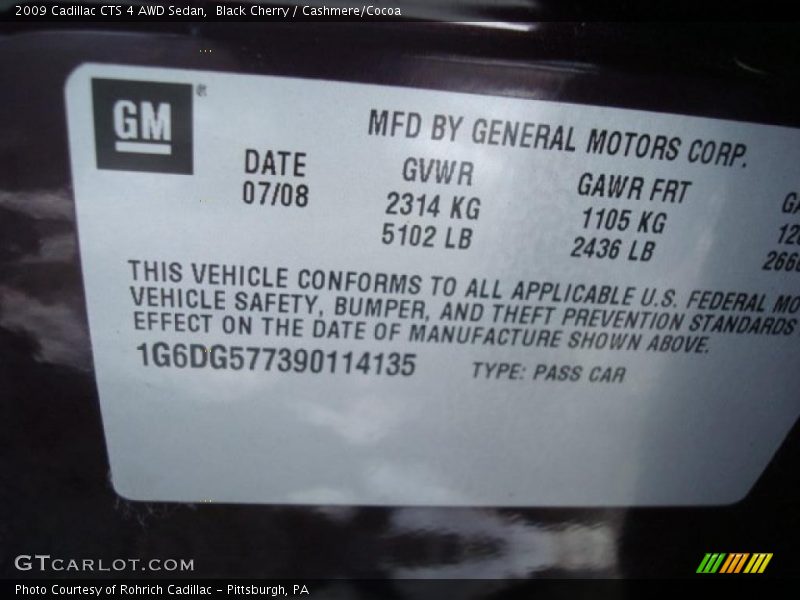 2009 Cadillac CTS 4 AWD Sedan,  Black Cherry / Cashmere/Cocoa
GM®
MFD BY GENERAL MOTORS CORP.
DATE GVWR GAWR FRT
07/08 2314 KG 1105 KG
5102 LB 2436 LB
THIS VEHICLE CONFORMS TO ALL APPLICABLE U.S. FEDERAL MO
VEHICLE SAFETY, BUMPER, AND THEFT PREVENTION STANDARDS
EFFECT ON THE DATE OF MANUFACTURE SHOWN ABOVE.
1G6DG577390114135 TYPE: PASS CAR
GTCARLOT.COM
Photo Courtesy of Rohrich Cadillac - Pittsburgh, PA